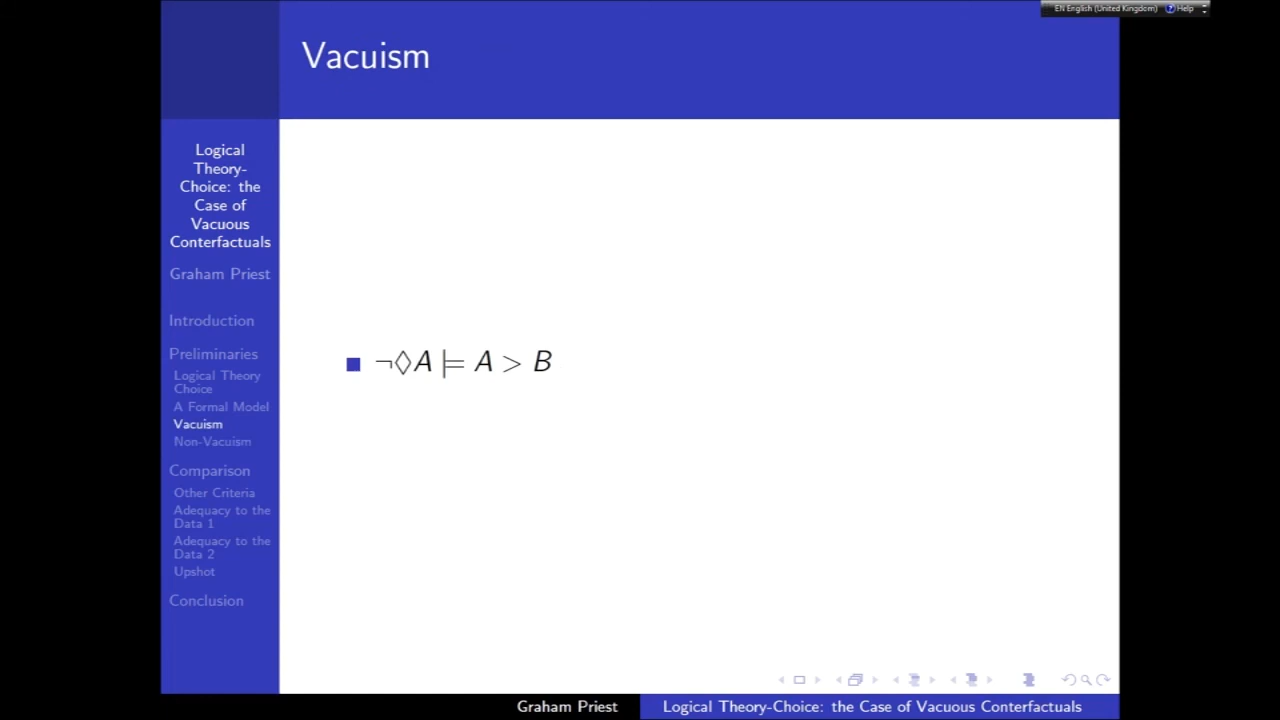 EN English (United Kingdom) Help
Vacuism
Logical
Theory-
Choice: the
Case of
Vacuous
Conterfactuals
Graham Priest
Introduction
Preliminaries
Logical Theory
Choice
A Formal Model
Vacuism
Non-Vacuism
Comparison
Other Criteria
Adequacy to the
Data 1
Adequacy to the
Data 2
Upshot
Conclusion
¬◊A ⊨ A > B
Graham Priest
Logical Theory-Choice: the Case of Vacuous Conterfactuals